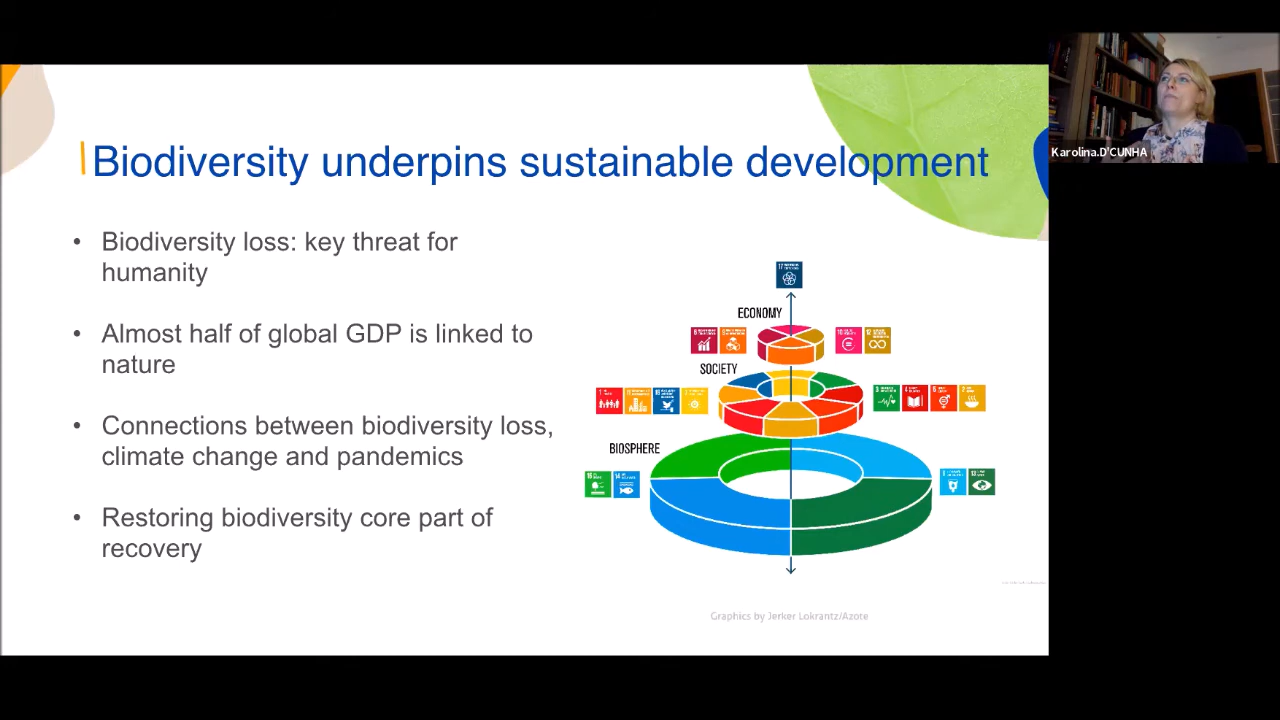 Biodiversity underpins sustainable development
Karolina.D'CUNHA
• Biodiversity loss: key threat for
humanity
• Almost half of global GDP is linked to
nature
• Connections between biodiversity loss,
climate change and pandemics
• Restoring biodiversity core part of
recovery
17
ECONOMY
SOCIETY
BIOSPHERE
Graphics by Jerker Lokrantz/Azote